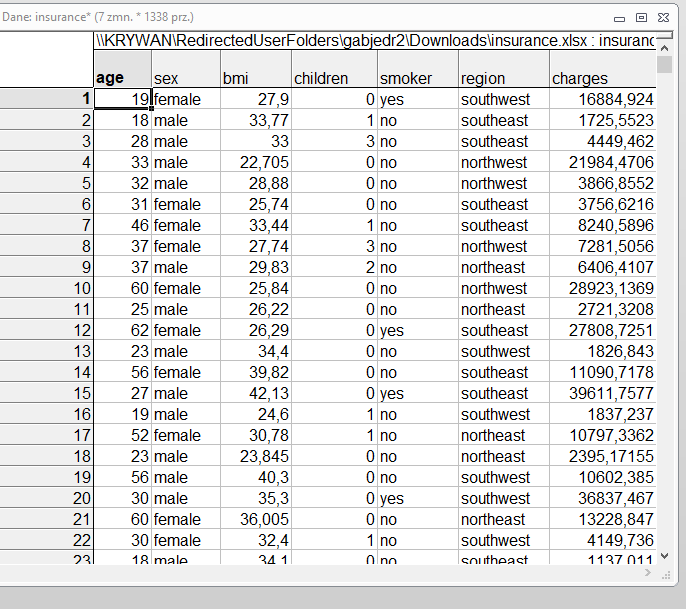 Dane: insurance* (7 zmn. * 1338 prz.)
\\KRYWAN\RedirectedUserFolders\gabjedr2\Downloads\insurance.xlsx : insuranc
age sex bmi children smoker region charges
1 19 female 27,9 0 yes southwest 16884,924
2 18 male 33,77 1 no southeast 1725,5523
3 28 male 33 3 no southeast 4449,462
4 33 male 22,705 0 no northwest 21984,4706
5 32 male 28,88 0 no northwest 3866,8552
6 31 female 25,74 0 no southeast 3756,6216
7 46 female 33,44 1 no southeast 8240,5896
8 37 female 27,74 3 no northwest 7281,5056
9 37 male 29,83 2 no northeast 6406,4107
10 60 female 25,84 0 no northwest 28923,1369
11 25 male 26,22 0 no northeast 2721,3208
12 62 female 26,29 0 yes southeast 27808,7251
13 23 male 34,4 0 no southwest 1826,843
14 56 female 39,82 0 no southeast 11090,7178
15 27 male 42,13 0 yes southeast 39611,7577
16 19 male 24,6 1 no southwest 1837,237
17 52 female 30,78 1 no northeast 10797,3362
18 23 male 23,845 0 no northeast 2395,17155
19 56 male 40,3 0 no southwest 10602,385
20 30 male 35,3 0 yes southwest 36837,467
21 60 female 36,005 0 no northeast 13228,847
22 30 female 32,4 1 no southwest 4149,736
23 18 male 34,1 0 no southeast 1137,011